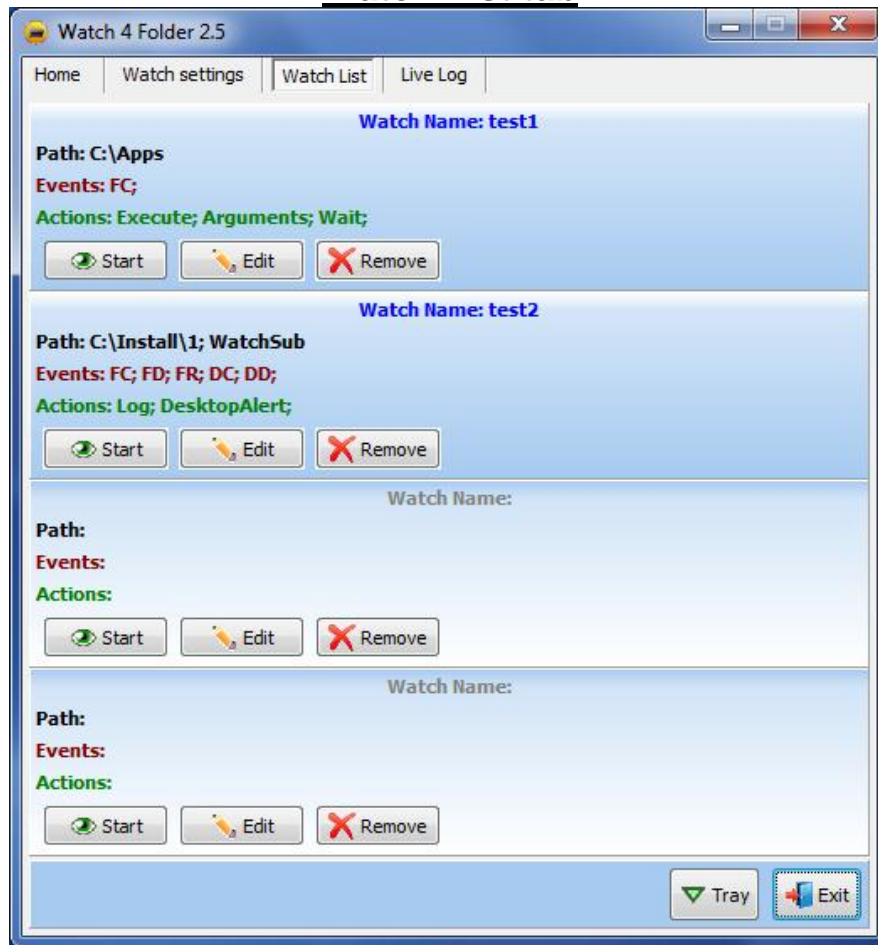 Watch 4 Folder 2.5
Home Watch settings Watch List Live Log
Watch Name: test1
Path: C:\Apps
Events: FC;
Actions: Execute; Arguments; Wait;
Start Edit Remove
Watch Name: test2
Path: C:\Install\1; WatchSub
Events: FC; FD; FR; DC; DD;
Actions: Log; DesktopAlert;
Start Edit Remove
Watch Name:
Path:
Events:
Actions:
Start Edit Remove
Watch Name:
Path:
Events:
Actions:
Start Edit Remove
Tray Exit